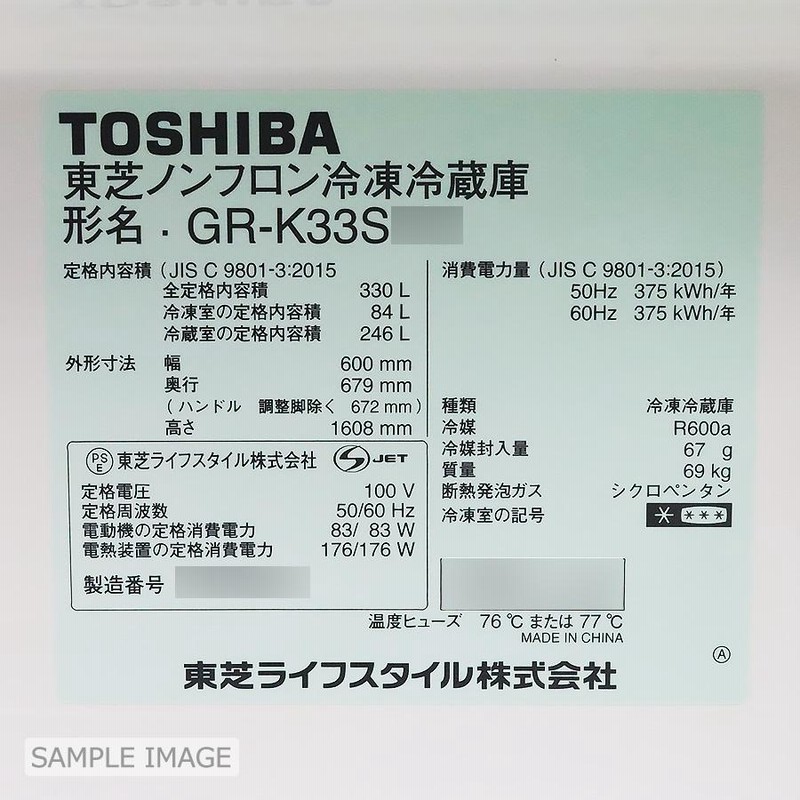 TOSHIBA
東芝ノンフロン冷凍冷蔵庫
形名・GR-K33S
定格内容積(JIS C 9801-3:2015
全定格内容積 330 L
冷凍室の定格内容積 84 L
冷蔵室の定格内容積 246 L
外形寸法 幅 600 mm
奥行 679 mm
(ハンドル 調整脚除く 672 mm)
高さ 1608 mm
PSE 東芝ライフスタイル株式会社 JET
定格電圧 100 V
定格周波数 50/60 Hz
電動機の定格消費電力 83/ 83 W
電熱装置の定格消費電力 176/176 W
製造番号
消費電力量(JIS C 9801-3:2015)
50Hz 375 kWh/年
60Hz 375 kWh/年
種類 冷凍冷蔵庫
冷媒 R600a
冷媒封入量 67 g
質量 69 kg
断熱発泡ガス シクロペンタン
冷凍室の記号
温度ヒューズ 76 ℃ または 77 ℃
MADE IN CHINA
Ⓐ
東芝ライフスタイル株式会社
SAMPLE IMAGE